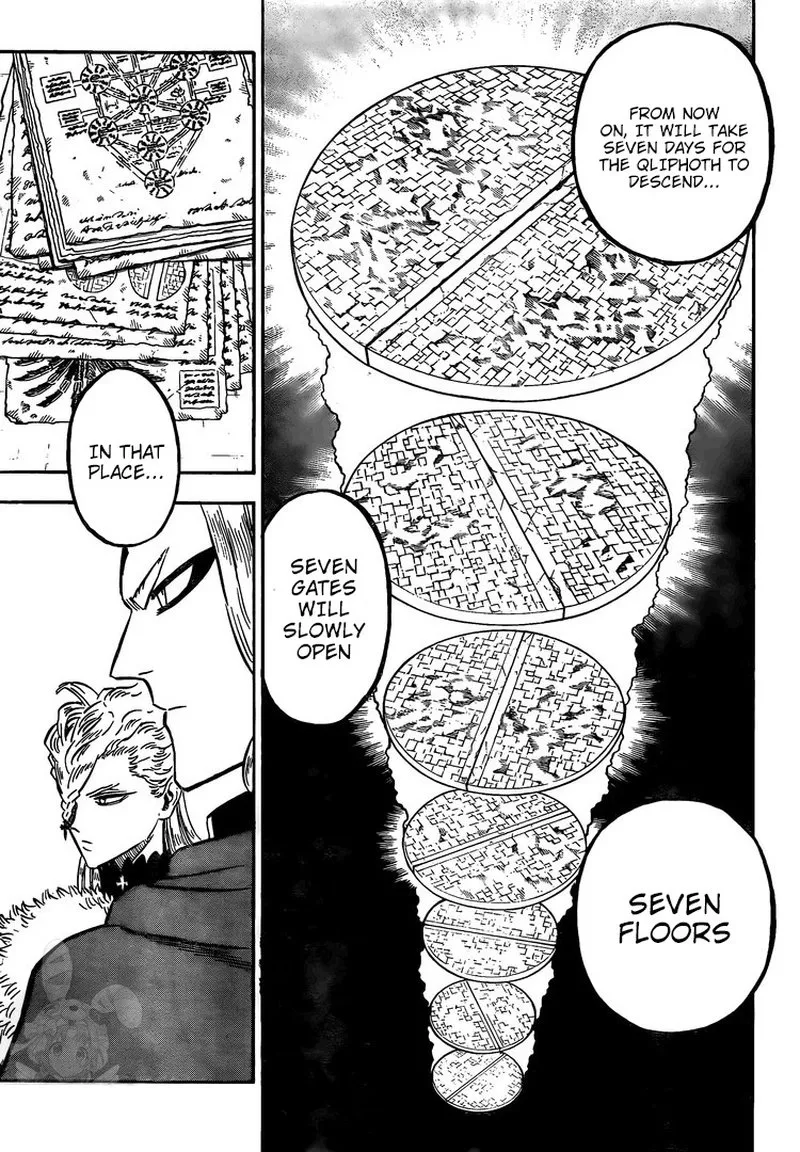 FROM NOW
ON, IT WILL TAKE
SEVEN DAYS FOR
THE QLIPHOTH TO
DESCEND...
SEVEN
GATES
WILL
SLOWLY
OPEN
SEVEN
FLOORS
IN THAT
PLACE...